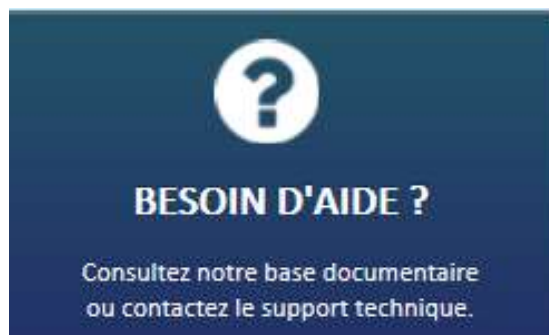 ?
BESOIN D'AIDE ?
Consultez notre base documentaire
ou contactez le support technique.